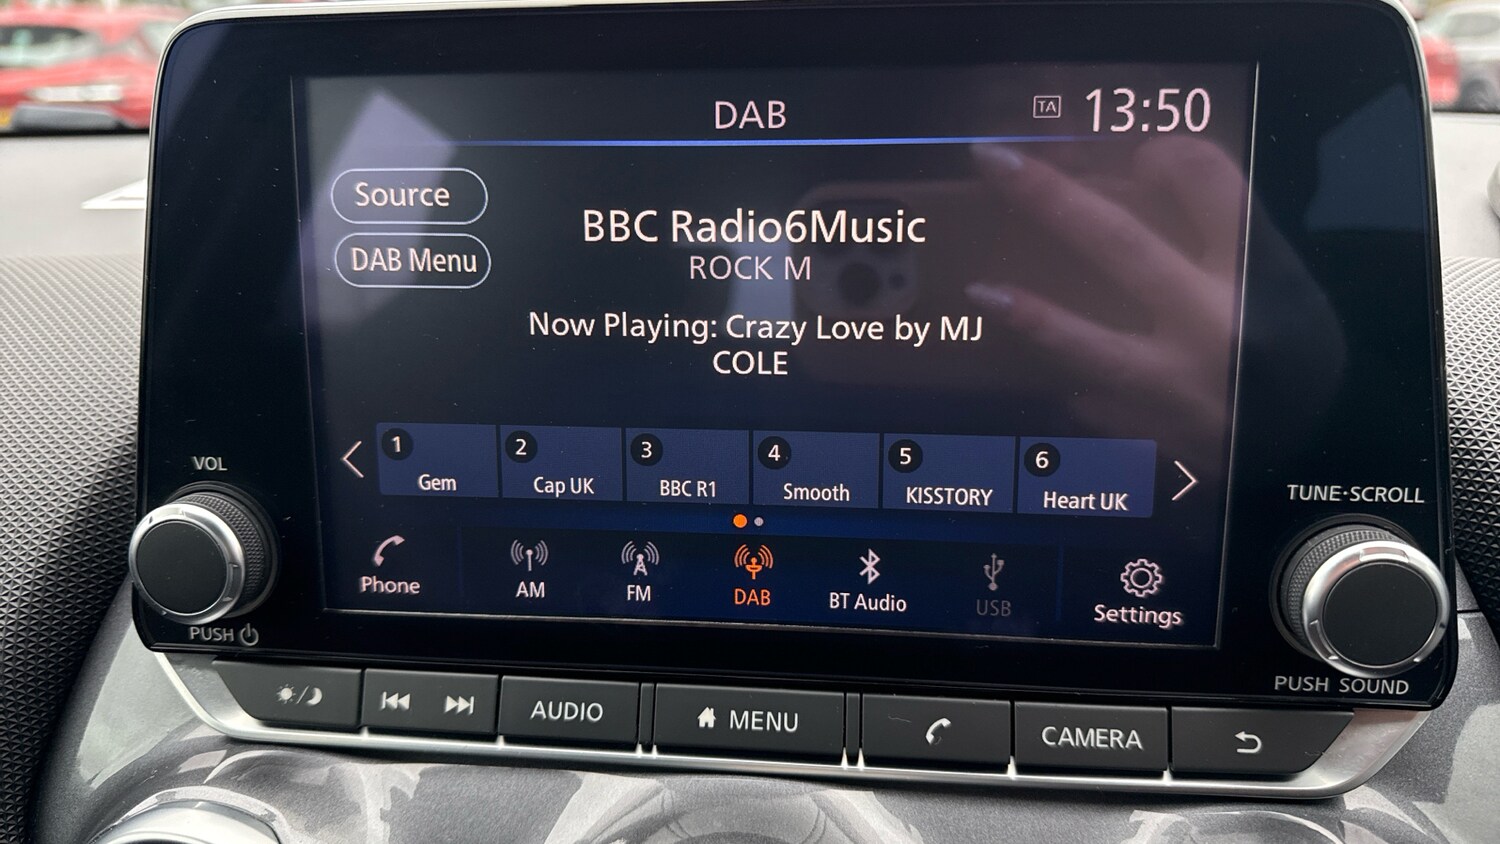 DAB
TA 13:50
Source
BBC Radio6Music
DAB Menu
ROCK M
Now Playing: Crazy Love by MJ
COLE
1 Gem
2 Cap UK
3 BBC R1
4 Smooth
5 KISSTORY
6 Heart UK
VOL
TUNE·SCROLL
Phone
AM
FM
DAB
BT Audio
USB
Settings
PUSH
PUSH SOUND
AUDIO
MENU
CAMERA